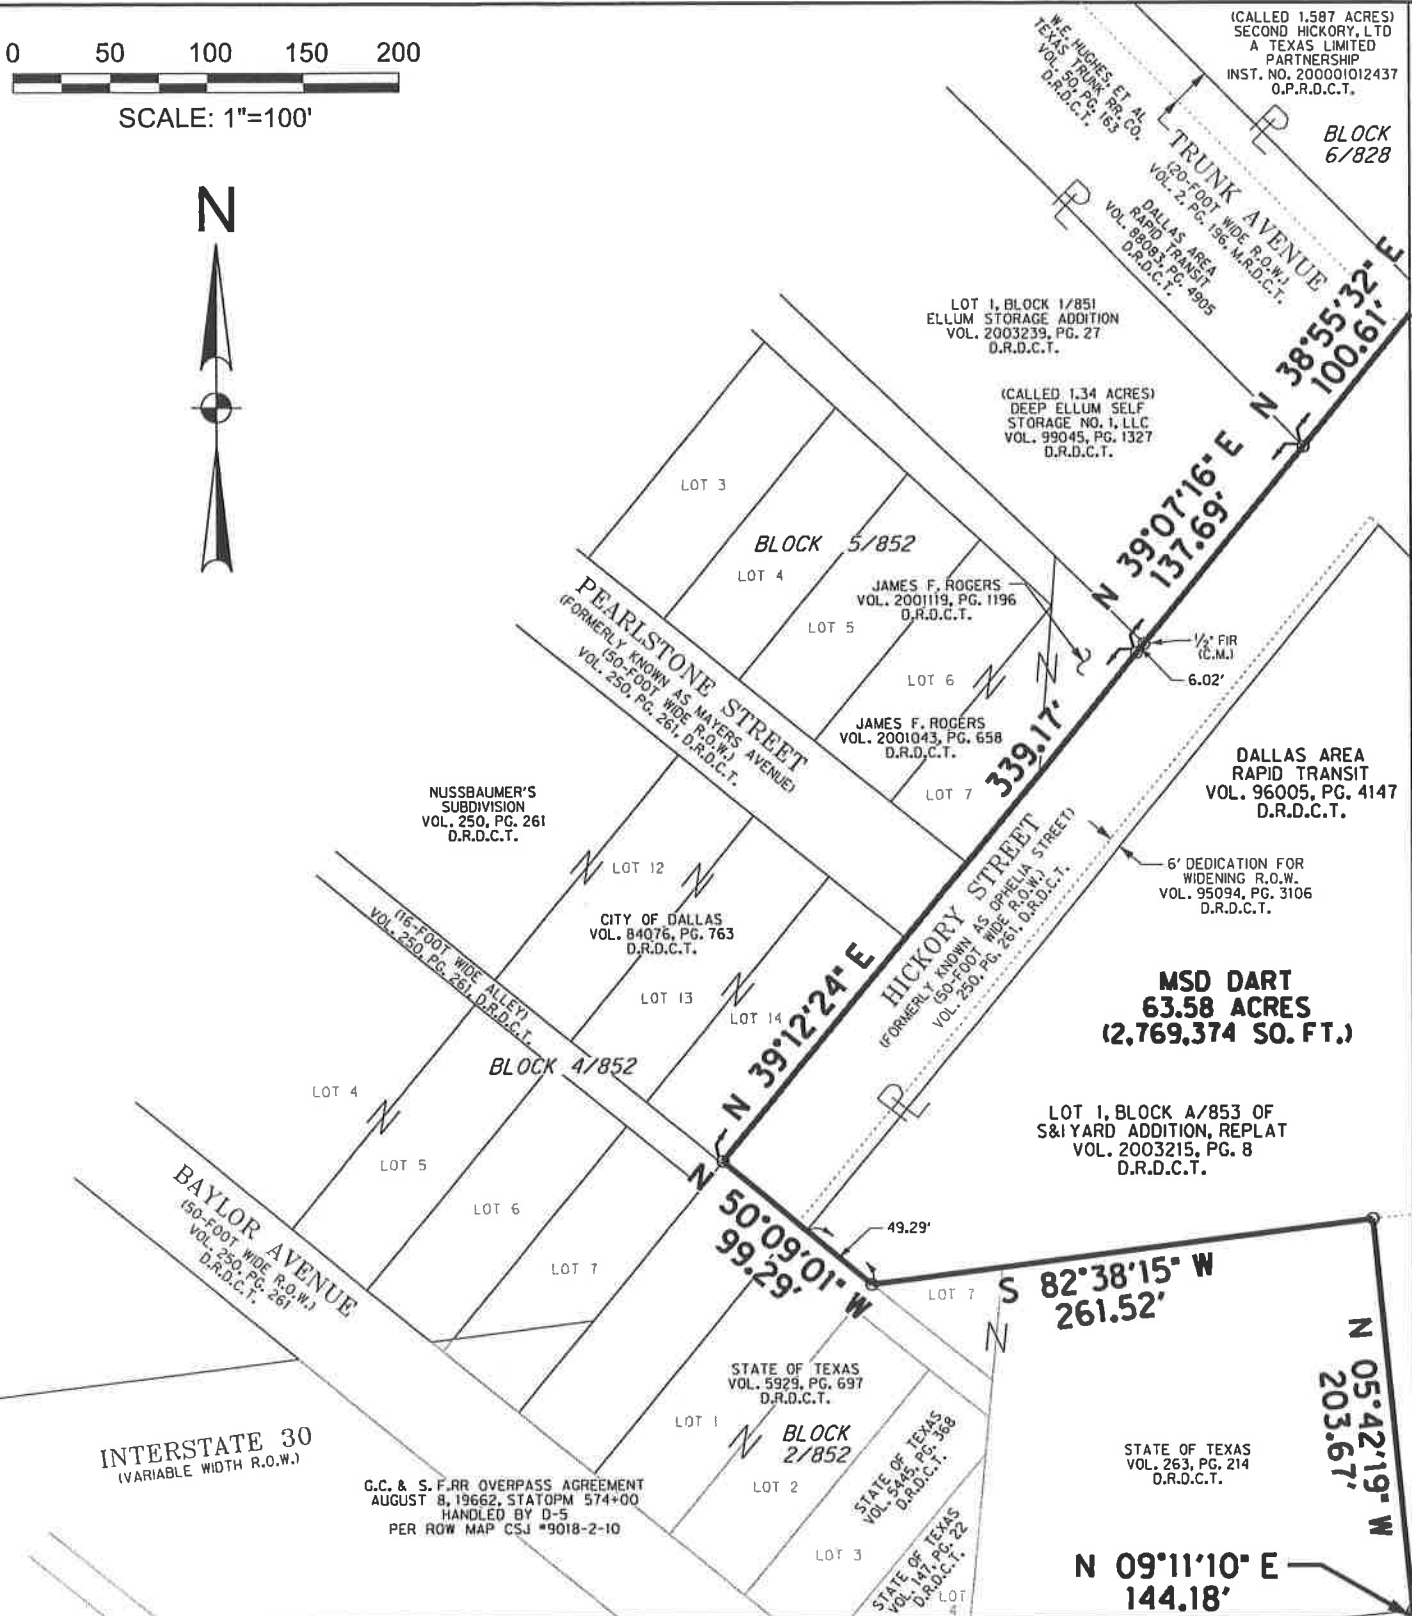 0 50 100 150 200
SCALE: 1"=100'
N
W.E. HUGHES, ET AL
TEXAS TRUNK RR. CO.
VOL. 50, PG. 163
D.R.D.C.T.
(CALLED 1.587 ACRES)
SECOND HICKORY, LTD
A TEXAS LIMITED
PARTNERSHIP
INST. NO. 200001012437
O.P.R.D.C.T.
BLOCK
6/828
PL
TRUNK AVENUE
(20-FOOT WIDE R.O.W.)
VOL. 2, PG. 196, M.R.D.C.T.
PL
DALLAS AREA
RAPID TRANSIT
VOL. 88083, PG. 4905
D.R.D.C.T.
N 38°55'32" E
100.61'
LOT 1, BLOCK 1/851
ELLUM STORAGE ADDITION
VOL. 2003239, PG. 27
D.R.D.C.T.
(CALLED 1.34 ACRES)
DEEP ELLUM SELF
STORAGE NO. 1, LLC
VOL. 99045, PG. 1327
D.R.D.C.T.
N 39°07'16" E
137.69'
LOT 3
BLOCK 5/852
LOT 4
JAMES F. ROGERS
VOL. 2001119, PG. 1196
D.R.D.C.T.
LOT 5
1/2" FIR
(C.M.)
6.02'
LOT 6
PEARLSTONE STREET
(FORMERLY KNOWN AS MAYERS AVENUE)
(50-FOOT WIDE R.O.W.)
VOL. 250, PG. 261, D.R.D.C.T.
JAMES F. ROGERS
VOL. 2001043, PG. 658
D.R.D.C.T.
LOT 7
339.17'
DALLAS AREA
RAPID TRANSIT
VOL. 96005, PG. 4147
D.R.D.C.T.
NUSSBAUMER'S
SUBDIVISION
VOL. 250, PG. 261
D.R.D.C.T.
HICKORY STREET
(FORMERLY KNOWN AS OPHELIA STREET)
(50-FOOT WIDE R.O.W.)
VOL. 250, PG. 261, D.R.D.C.T.
6' DEDICATION FOR
WIDENING R.O.W.
VOL. 95094, PG. 3106
D.R.D.C.T.
LOT 12
CITY OF DALLAS
VOL. 84076, PG. 763
D.R.D.C.T.
(16-FOOT WIDE ALLEY)
VOL. 250, PG. 261, D.R.D.C.T.
LOT 13
LOT 14
N 39°12'24" E
MSD DART
63.58 ACRES
(2,769,374 SQ. FT.)
BLOCK 4/852
LOT 4
PL
LOT 1, BLOCK A/853 OF
S&I YARD ADDITION, REPLAT
VOL. 2003215, PG. 8
D.R.D.C.T.
LOT 5
BAYLOR AVENUE
(50-FOOT WIDE R.O.W.)
VOL. 250, PG. 261
D.R.D.C.T.
LOT 6
LOT 7
N 50°09'01" W
99.29'
49.29'
LOT 7
S 82°38'15" W
261.52'
N 05°42'19" W
203.67'
STATE OF TEXAS
VOL. 5929, PG. 697
D.R.D.C.T.
LOT 1
BLOCK
2/852
INTERSTATE 30
(VARIABLE WIDTH R.O.W.)
G.C. & S. F.RR OVERPASS AGREEMENT
AUGUST 8, 19662, STATOPM 574+00
HANDLED BY D-5
PER ROW MAP CSJ #9018-2-10
LOT 2
STATE OF TEXAS
VOL. 5445, PG. 368
D.R.D.C.T.
STATE OF TEXAS
VOL. 263, PG. 214
D.R.D.C.T.
LOT 3
STATE OF TEXAS
VOL. 147, PG. 22
D.R.D.C.T.
LOT
N 09°11'10" E
144.18'